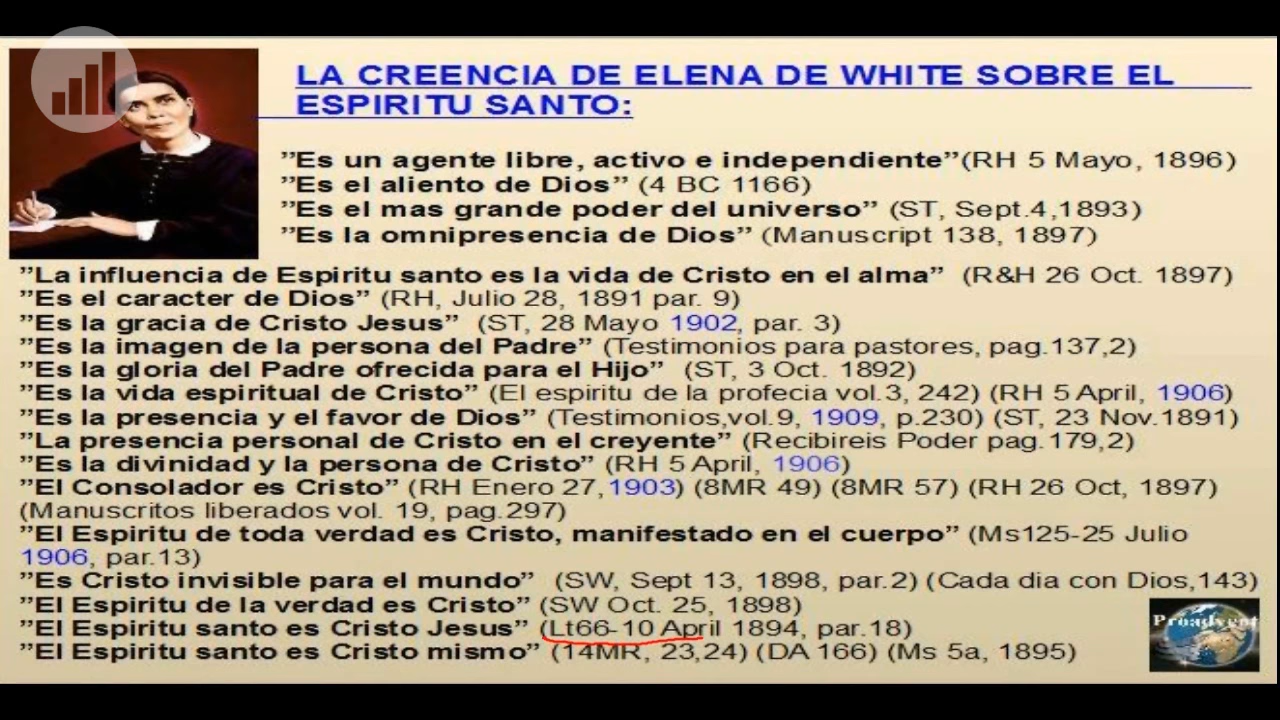 LA CREENCIA DE ELENA DE WHITE SOBRE EL
ESPIRITU SANTO:
”Es un agente libre, activo e independiente”(RH 5 Mayo, 1896)
”Es el aliento de Dios” (4 BC 1166)
”Es el mas grande poder del universo” (ST, Sept.4,1893)
”Es la omnipresencia de Dios” (Manuscript 138, 1897)
”La influencia de Espiritu santo es la vida de Cristo en el alma” (R&H 26 Oct. 1897)
”Es el caracter de Dios” (RH, Julio 28, 1891 par. 9)
”Es la gracia de Cristo Jesus” (ST, 28 Mayo 1902, par. 3)
”Es la imagen de la persona del Padre” (Testimonios para pastores, pag.137,2)
”Es la gloria del Padre ofrecida para el Hijo” (ST, 3 Oct. 1892)
”Es la vida espiritual de Cristo” (El espiritu de la profecia vol.3, 242) (RH 5 April, 1906)
”Es la presencia y el favor de Dios” (Testimonios,vol.9, 1909, p.230) (ST, 23 Nov.1891)
”La presencia personal de Cristo en el creyente” (Recibireis Poder pag.179,2)
”Es la divinidad y la persona de Cristo” (RH 5 April, 1906)
”El Consolador es Cristo” (RH Enero 27,1903) (8MR 49) (8MR 57) (RH 26 Oct, 1897)
(Manuscritos liberados vol. 19, pag.297)
”El Espiritu de toda verdad es Cristo, manifestado en el cuerpo” (Ms125-25 Julio
1906, par.13)
”Es Cristo invisible para el mundo” (SW, Sept 13, 1898, par.2) (Cada dia con Dios,143)
”El Espiritu de la verdad es Cristo” (SW Oct. 25, 1898)
”El Espiritu santo es Cristo Jesus” (Lt66-10 April 1894, par.18)
”El Espiritu santo es Cristo mismo” (14MR, 23,24) (DA 166) (Ms 5a, 1895)
Proadvent